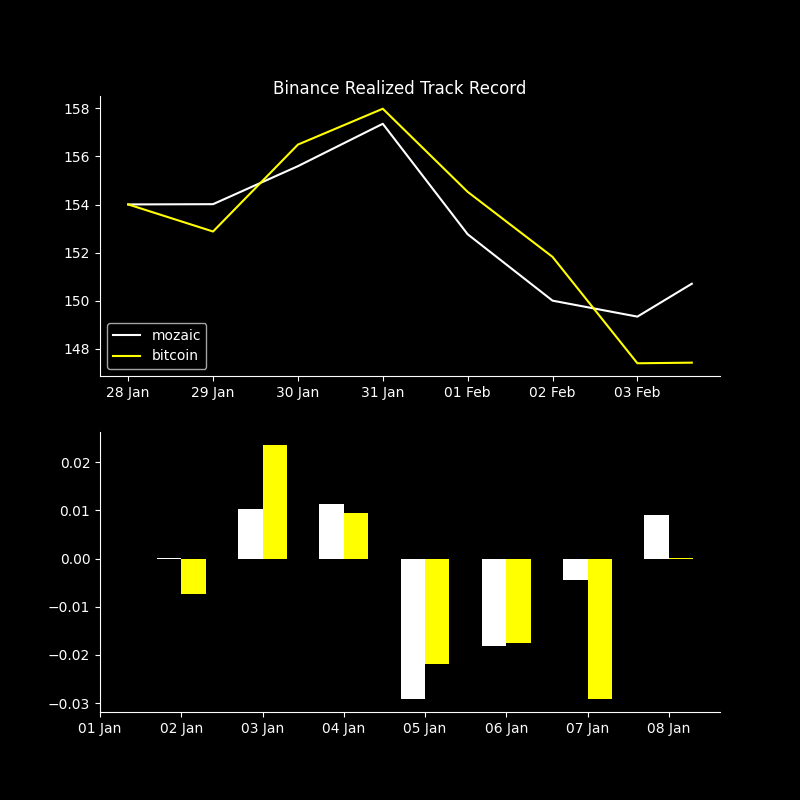 Binance Realized Track Record
158
156
154
152
150
148
mozaic
bitcoin
28 Jan 29 Jan 30 Jan 31 Jan 01 Feb 02 Feb 03 Feb
0.02
0.01
0.00
−0.01
−0.02
−0.03
01 Jan 02 Jan 03 Jan 04 Jan 05 Jan 06 Jan 07 Jan 08 Jan